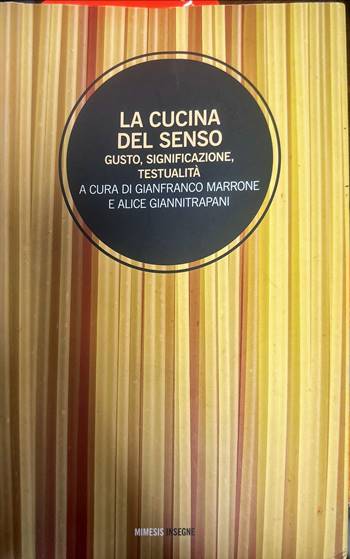 LA CUCINA
DEL SENSO
GUSTO, SIGNIFICAZIONE,
TESTUALITÀ
A CURA DI GIANFRANCO MARRONE
E ALICE GIANNITRAPANI
MIMESIS INSEGNE